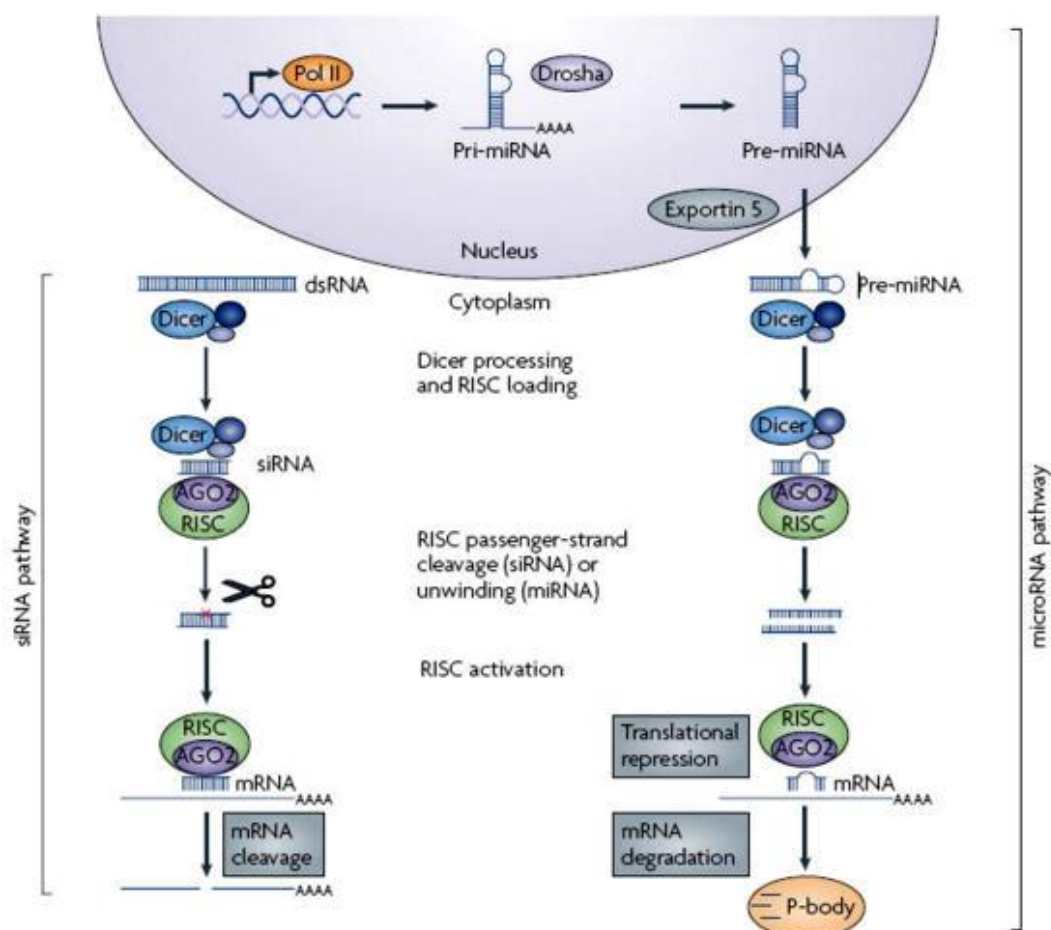 Pol II
Drosha
AAAA
Pri-miRNA
Pre-miRNA
Exportin 5
Nucleus
Cytoplasm
dsRNA
Pre-miRNA
Dicer
Dicer
Dicer processing
and RISC loading
Dicer
Dicer
siRNA
AGO2
RISC
AGO2
RISC
RISC passenger-strand
cleavage (siRNA) or
unwinding (miRNA)
siRNA pathway
microRNA pathway
RISC activation
RISC
AGO2
mRNA
AAAA
Translational
repression
RISC
AGO2
mRNA
AAAA
mRNA
cleavage
AAAA
mRNA
degradation
P-body